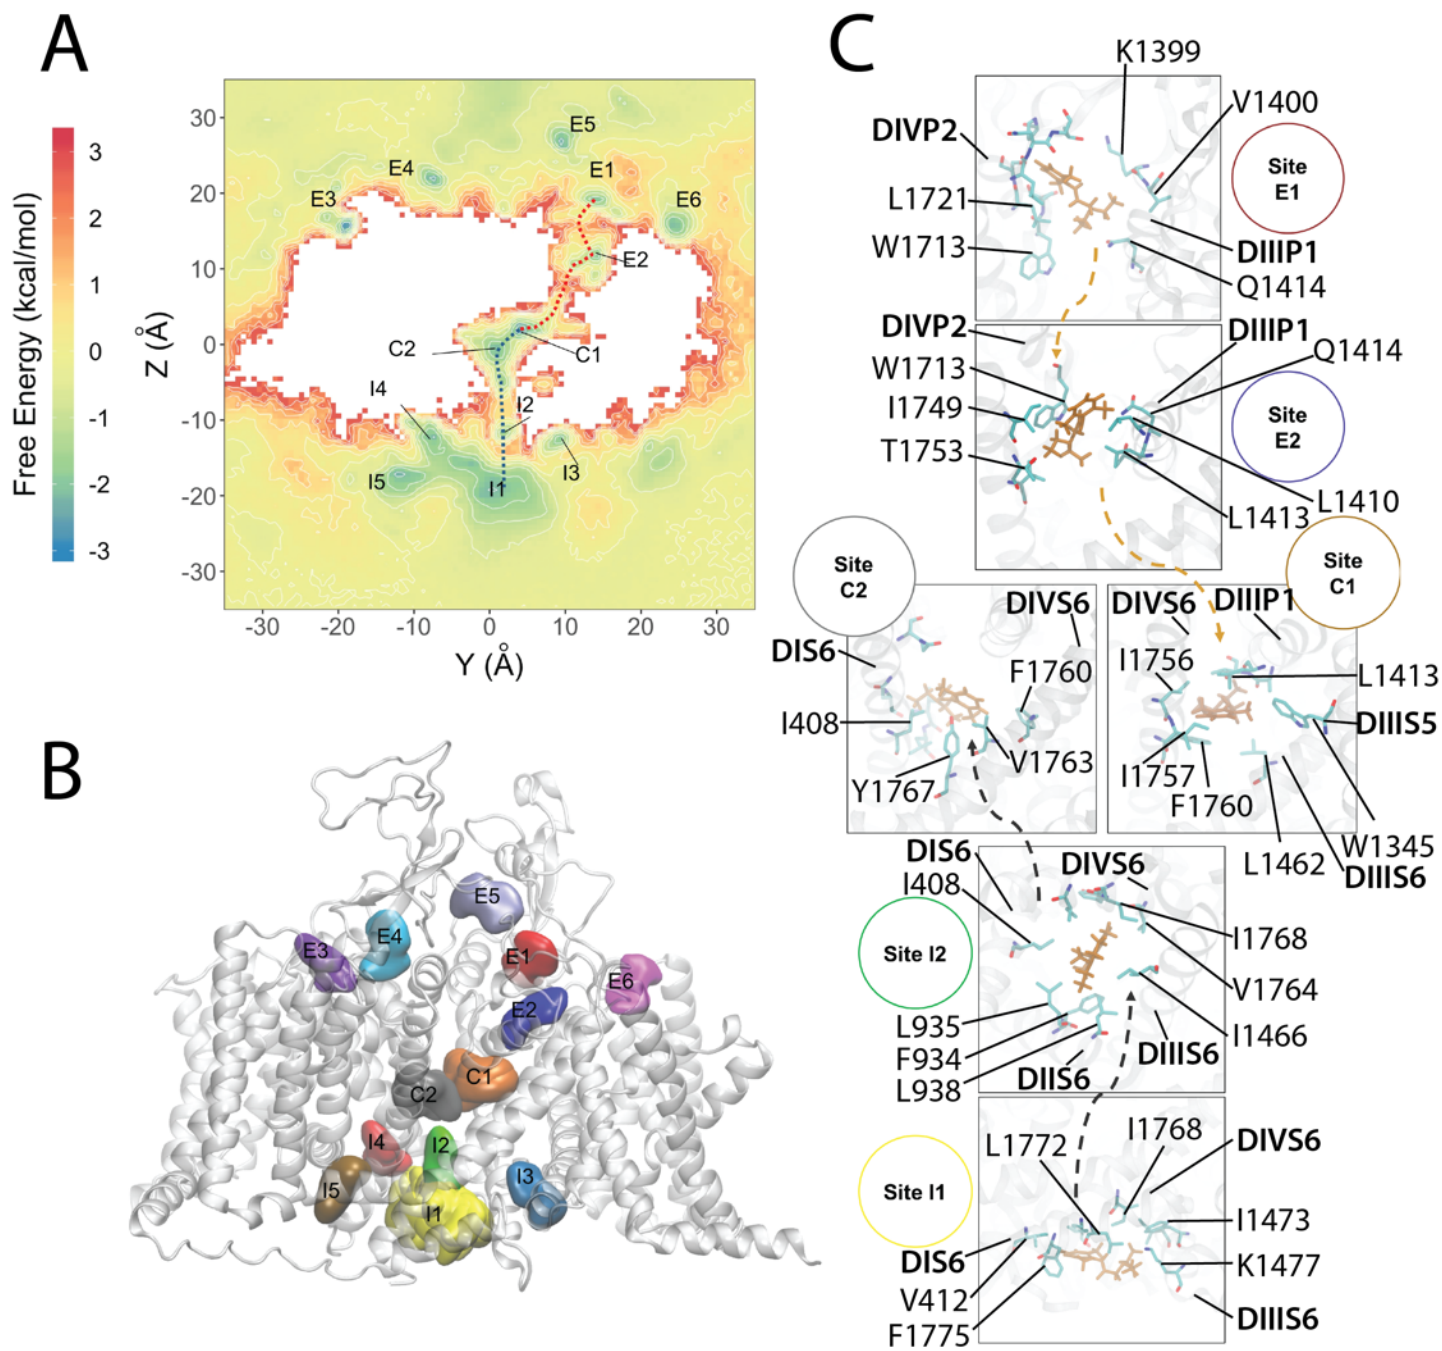 A
Free Energy (kcal/mol)
3
2
1
0
-1
-2
-3
Z (Å)
30
20
10
0
-10
-20
-30
-30
-20
-10
0
10
20
30
Y (Å)
E5
E4
E1
E3
E6
E2
C2
C1
I4
I2
I5
I3
I1
B
E5
E4
E3
E1
E6
E2
C1
C2
I4
I2
I5
I3
I1
C
K1399
V1400
DIVP2
L1721
W1713
DIIIP1
Q1414
Site
E1
DIVP2
DIIIP1
W1713
Q1414
I1749
T1753
L1410
L1413
Site
E2
Site
C2
DIVS6
DIS6
F1760
I408
V1763
Y1767
Site
C1
DIVS6
DIIIP1
I1756
L1413
DIIIS5
I1757
F1760
W1345
L1462
DIIIS6
DIS6
DIVS6
I408
Site I2
I1768
V1764
L935
I1466
F934
DIIIS6
L938
DIIS6
I1768
L1772
DIVS6
Site I1
I1473
DIS6
K1477
V412
DIIIS6
F1775